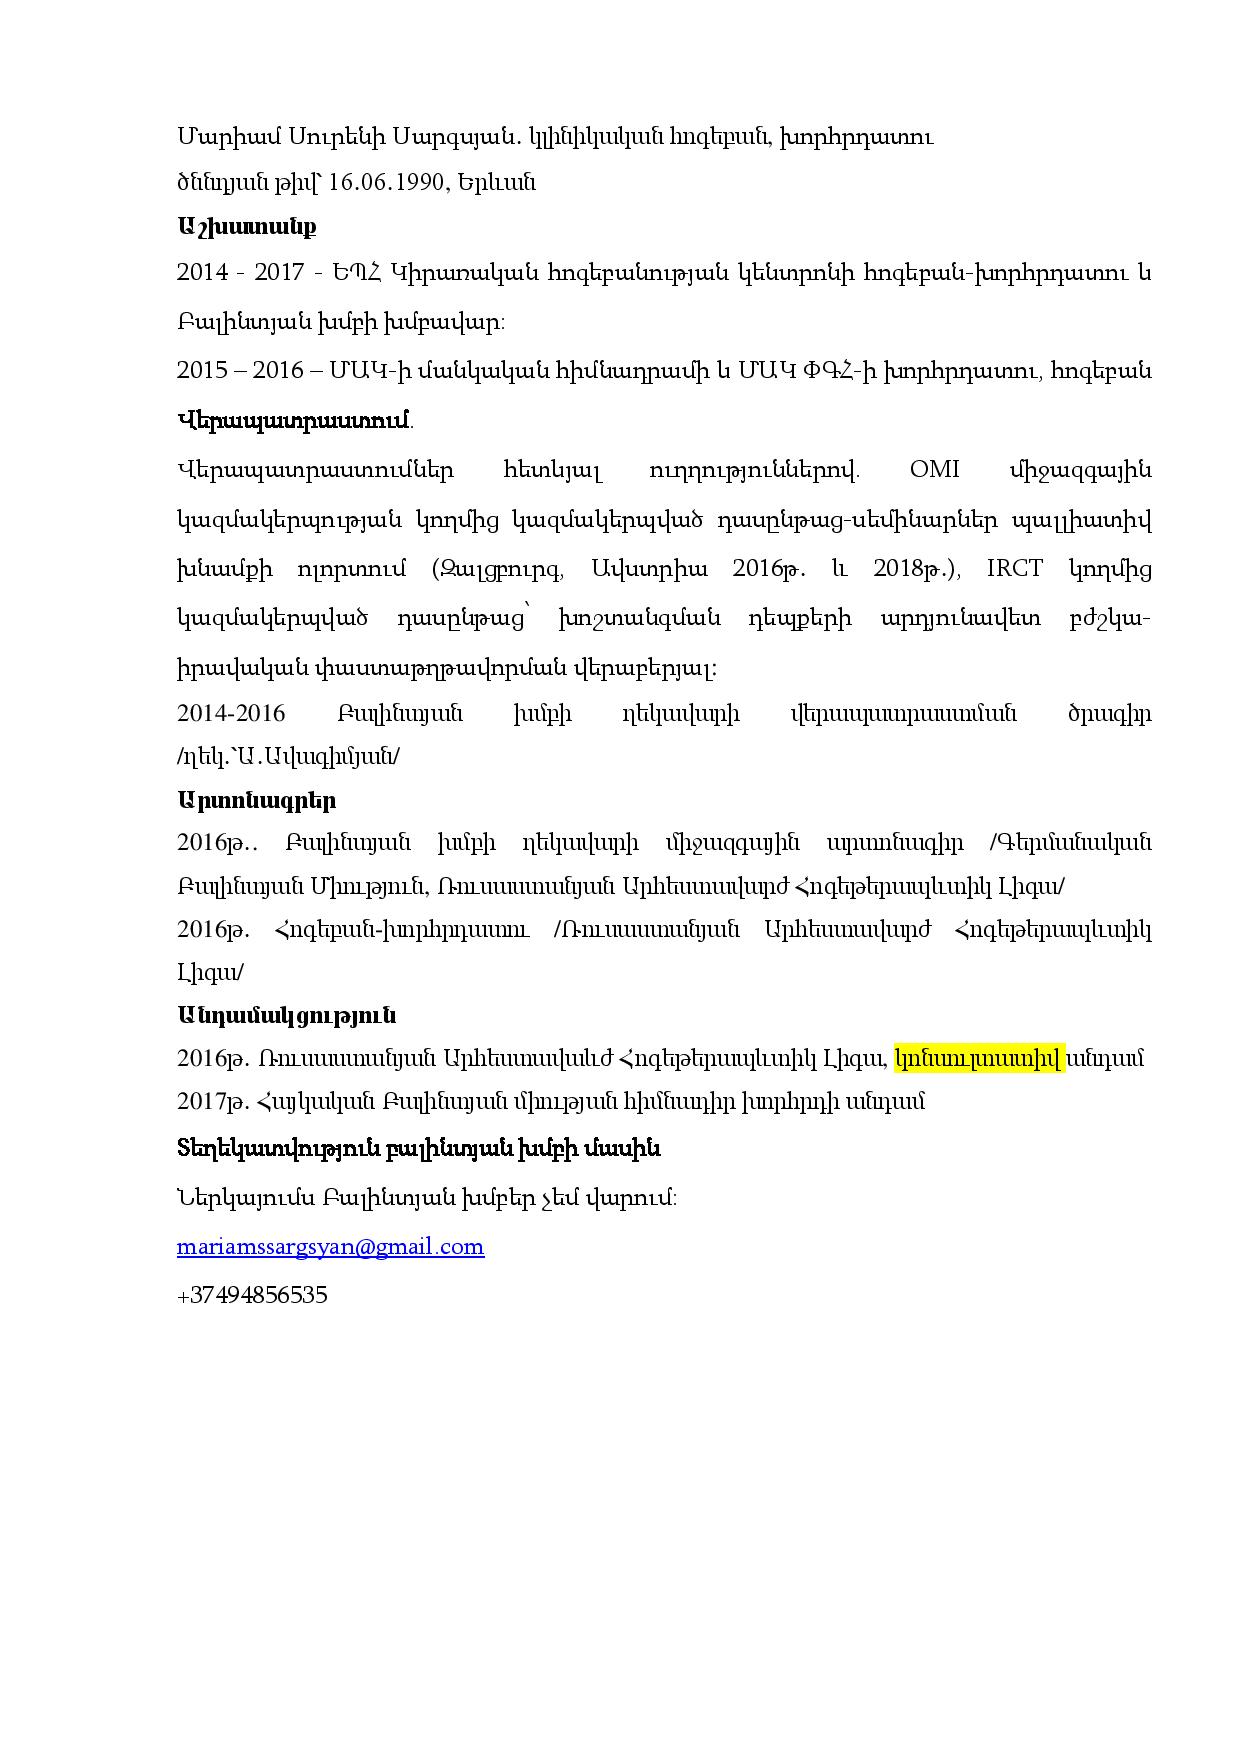 Մարիամ Սուրենի Սարգսյան. կլինիկական հոգեբան, խորհրդատու
ծննդյան թիվ՝ 16.06.1990, Երևան
Աշխատանք
2014 - 2017 - ԵՊՀ Կիրառական հոգեբանության կենտրոնի հոգեբան-խորհրդատու և
Բալինտյան խմբի խմբավար։
2015 – 2016 – ՄԱԿ-ի մանկական հիմնադրամի և ՄԱԿ ՓԳՀ-ի խորհրդատու, հոգեբան
Վերապատրաստում.
Վերապատրաստումներ հետևյալ ուղղություններով. OMI միջազգային
կազմակերպության կողմից կազմակերպված դասընթաց-սեմինարներ պալլիատիվ
խնամքի ոլորտում (Զալցբուրգ, Ավստրիա 2016թ. և 2018թ.), IRCT կողմից
կազմակերպված դասընթաց՝ խոշտանգման դեպքերի արդյունավետ բժշկա-
իրավական փաստաթղթավորման վերաբերյալ:
2014-2016 Բալինտյան խմբի ղեկավարի վերապատրաստման ծրագիր
/ղեկ.՝Ա.Ավագիմյան/
Արտոնագրեր
2016թ.. Բալինտյան խմբի ղեկավարի միջազգային արտոնագիր /Գերմանական
Բալինտյան Միություն, Ռուսաստանյան Արհեստավարժ Հոգեթերապևտիկ Լիգա/
2016թ. Հոգեբան-խորհրդատու /Ռուսաստանյան Արհեստավարժ Հոգեթերապևտիկ
Լիգա/
Անդամակցություն
2016թ. Ռուսաստանյան Արհեստավաևժ Հոգեթերապևտիկ Լիգա, կոնսուլտատիվ անդամ
2017թ. Հայկական Բալինտյան միության հիմնադիր խորհրդի անդամ
Տեղեկատվություն բալինտյան խմբի մասին
Ներկայումս Բալինտյան խմբեր չեմ վարում։
mariamssargsyan@gmail.com
+37494856535